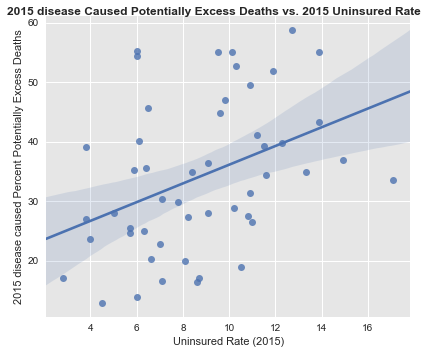 2015 disease Caused Potentially Excess Deaths vs. 2015 Uninsured Rate
2015 disease caused Percent Potentially Excess Deaths
60
50
40
30
20
4 6 8 10 12 14 16
Uninsured Rate (2015)